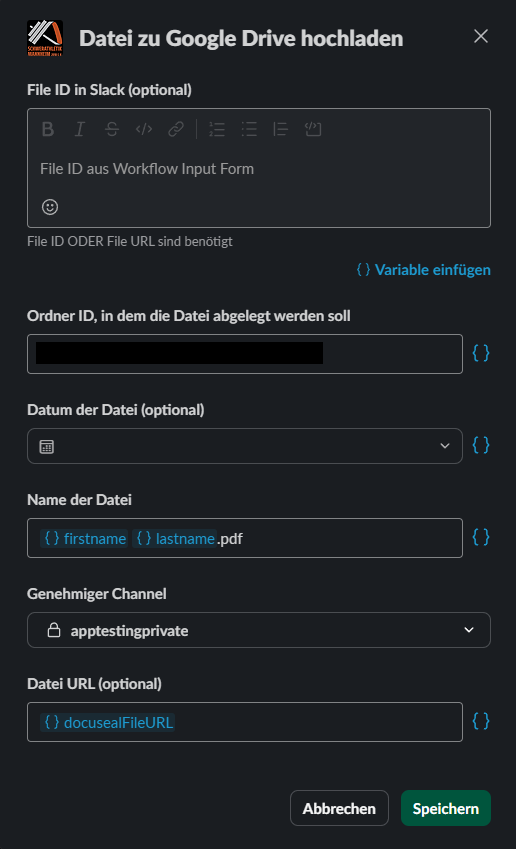 SCHWERATHLETIK
MANNHEIM
Datei zu Google Drive hochladen
File ID in Slack (optional)
File ID aus Workflow Input Form
File ID ODER File URL sind benötigt
{ } Variable einfügen
Ordner ID, in dem die Datei abgelegt werden soll
{ }
Datum der Datei (optional)
{ }
Name der Datei
{ } firstname { } lastname.pdf
{ }
Genehmiger Channel
apptestingprivate
Datei URL (optional)
{ } docusealFileURL
{ }
Abbrechen Speichern